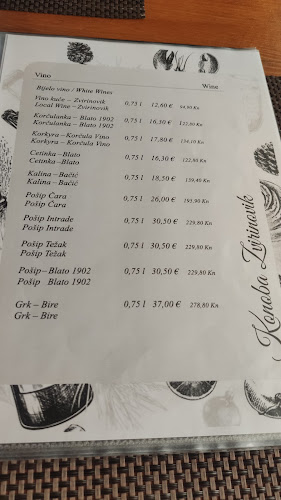 Vino Wine
Bijelo vino / White Wines
Vino kuće – Zvirinovik
Local Wine – Zvirinovik 0,75 l 12,60 € 94,90 Kn
Korčulanka – Blato 1902
Korčulanka – Blato 1902 0,75 l 16,30 € 122,80 Kn
Korkyra – Korčula Vino
Korkyra – Korčula Vino 0,75 l 17,80 € 134,10 Kn
Cetinka – Blato
Cetinka – Blato 0,75 l 16,30 € 122,80 Kn
Kalina – Bačić
Kalina – Bačić 0,75 l 18,50 € 139,40 Kn
Pošip Čara
Pošip Čara 0,75 l 26,00 € 195,90 Kn
Pošip Intrade
Pošip Intrade 0,75 l 30,50 € 229,80 Kn
Pošip Težak
Pošip Težak 0,75 l 30,50 € 229,80 Kn
Pošip – Blato 1902
Pošip Blato 1902 0,75 l 30,50 € 229,80 Kn
Grk – Bire
Grk – Bire 0,75 l 37,00 € 278,80 Kn
Konoba Zvirinovik